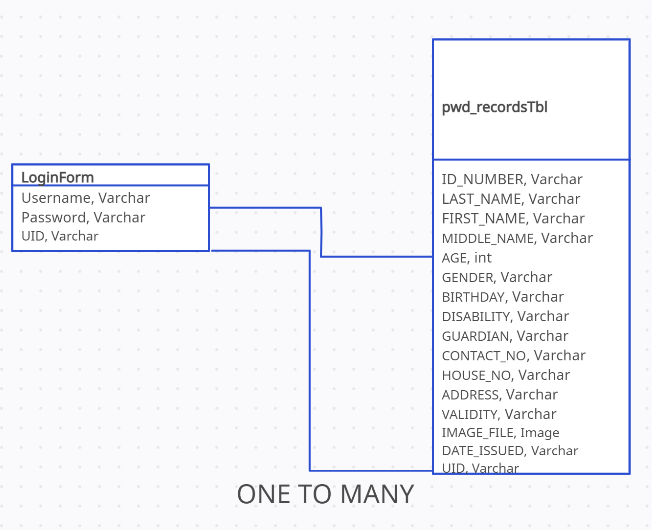 LoginForm
Username, Varchar
Password, Varchar
UID, Varchar
pwd_recordsTbl
ID_NUMBER, Varchar
LAST_NAME, Varchar
FIRST_NAME, Varchar
MIDDLE_NAME, Varchar
AGE, int
GENDER, Varchar
BIRTHDAY, Varchar
DISABILITY, Varchar
GUARDIAN, Varchar
CONTACT_NO, Varchar
HOUSE_NO, Varchar
ADDRESS, Varchar
VALIDITY, Varchar
IMAGE_FILE, Image
DATE_ISSUED, Varchar
UID, Varchar
ONE TO MANY